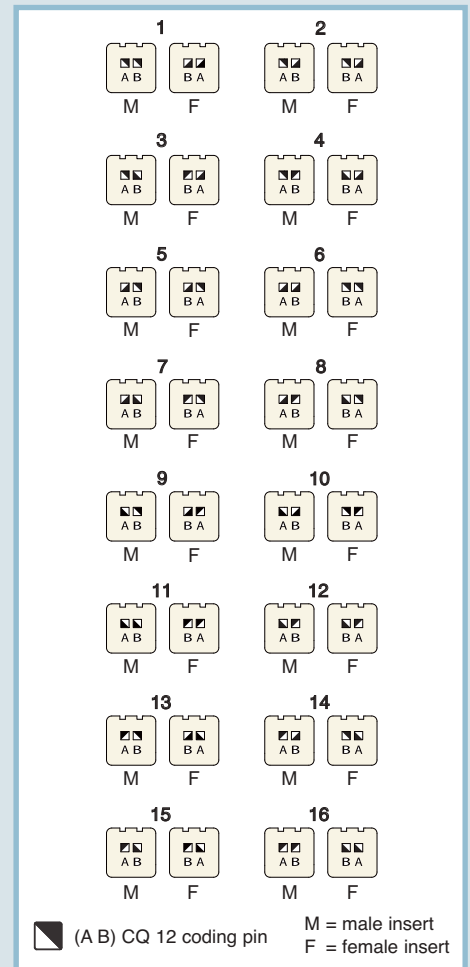 1 2
A B B A A B B A
M F M F
3 4
A B B A A B B A
M F M F
5 6
A B B A A B B A
M F M F
7 8
A B B A A B B A
M F M F
9 10
A B B A A B B A
M F M F
11 12
A B B A A B B A
M F M F
13 14
A B B A A B B A
M F M F
15 16
A B B A A B B A
M F M F
(A B) CQ 12 coding pin
M = male insert
F = female insert